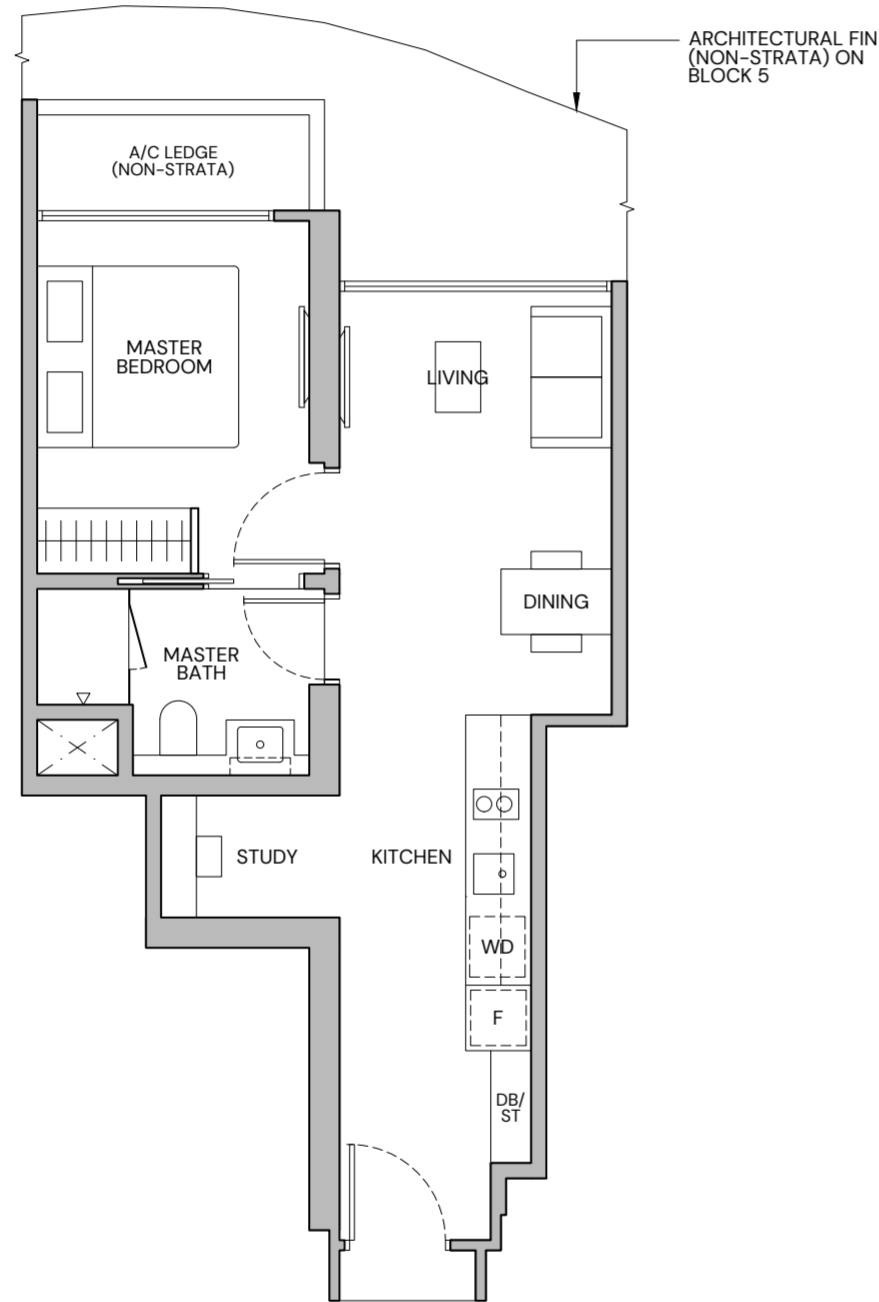 ARCHITECTURAL FIN
(NON-STRATA) ON
BLOCK 5
A/C LEDGE
(NON-STRATA)
MASTER
BEDROOM
LIVING
DINING
MASTER
BATH
STUDY
KITCHEN
WD
F
DB/
ST